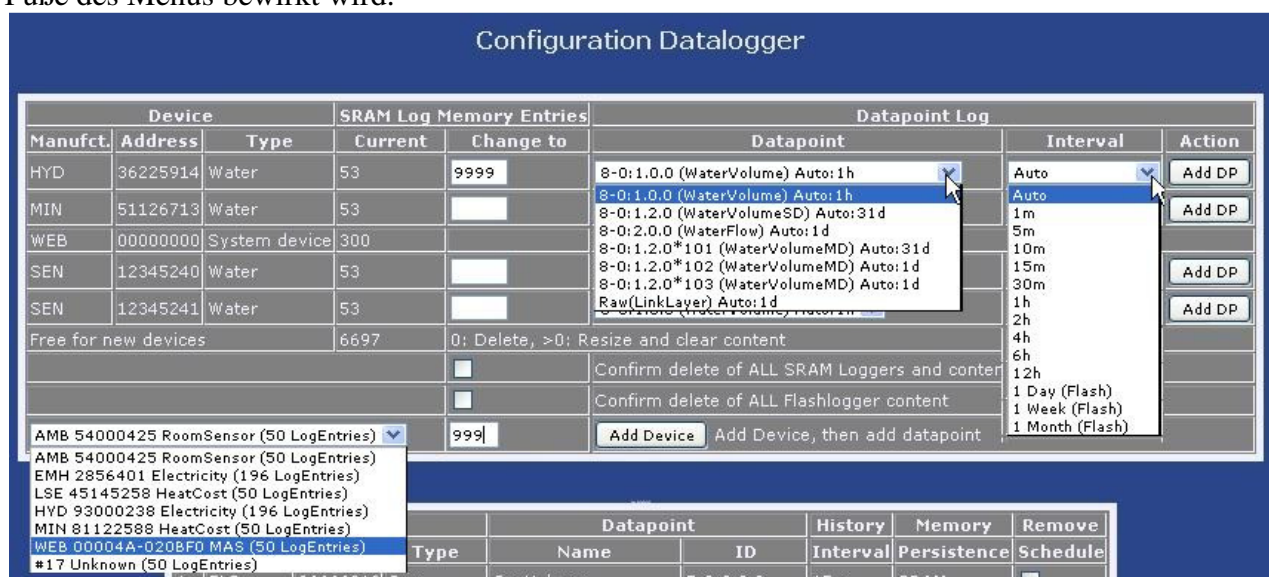 Fuße des Menüs bewirkt wird.
Configuration Datalogger
Device SRAM Log Memory Entries Datapoint Log
Manufct. Address Type Current Change to Datapoint Interval Action
HYD 36225914 Water 53 9999 8-0:1.0.0 (WaterVolume) Auto:1h Auto Add DP
8-0:1.0.0 (WaterVolume) Auto:1h
8-0:1.2.0 (WaterVolumeSD) Auto:31d
8-0:2.0.0 (WaterFlow) Auto:1d
8-0:1.2.0*101 (WaterVolumeMD) Auto:31d
8-0:1.2.0*102 (WaterVolumeMD) Auto:1d
8-0:1.2.0*103 (WaterVolumeMD) Auto:1d
Raw(LinkLayer) Auto:1d
Auto
1m
5m
10m
15m
30m
1h
2h
4h
6h
12h
1 Day (Flash)
1 Week (Flash)
1 Month (Flash)
MIN 51126713 Water 53 Add DP
WEB 00000000 System device 300
SEN 12345240 Water 53 Add DP
SEN 12345241 Water 53 Add DP
Free for new devices 6697 0: Delete, >0: Resize and clear content
Confirm delete of ALL SRAM Loggers and
Confirm delete of ALL Flashlogger content
AMB 54000425 RoomSensor (50 LogEntries) 999 Add Device Add Device, then add datapoint
AMB 54000425 RoomSensor (50 LogEntries)
EMH 2856401 Electricity (196 LogEntries)
LSE 45145258 HeatCost (50 LogEntries)
HYD 93000238 Electricity (196 LogEntries)
MIN 81122588 HeatCost (50 LogEntries)
WEB 00004A-020BF0 MAS (50 LogEntries)
#17 Unknown (50 LogEntries)
Datapoint History Memory Remove
Type Name ID Interval Persistence Schedule